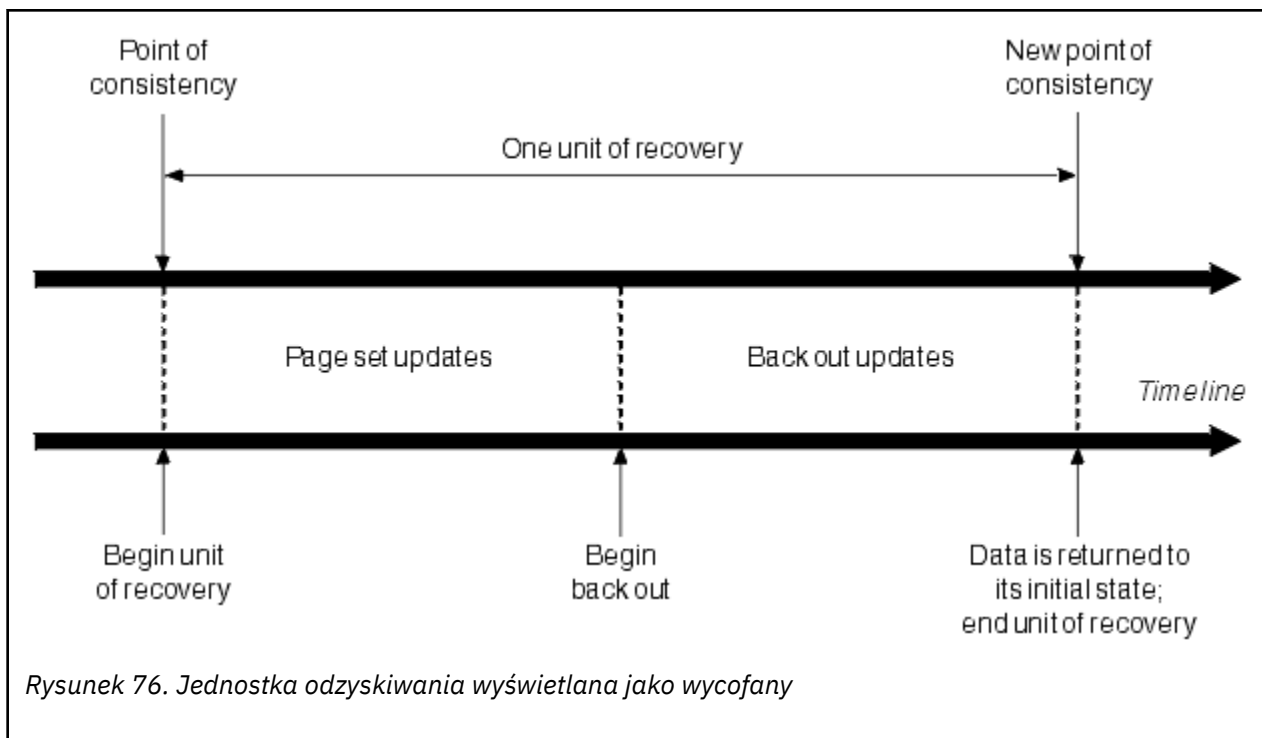 Point of
consistency
New point of
consistency
One unit of recovery
Page set updates
Back out updates
Timeline
Begin unit
of recovery
Begin
back out
Data is returned to
its initial state;
end unit of recovery
Rysunek 76. Jednostka odzyskiwania wyświetlana jako wycofany